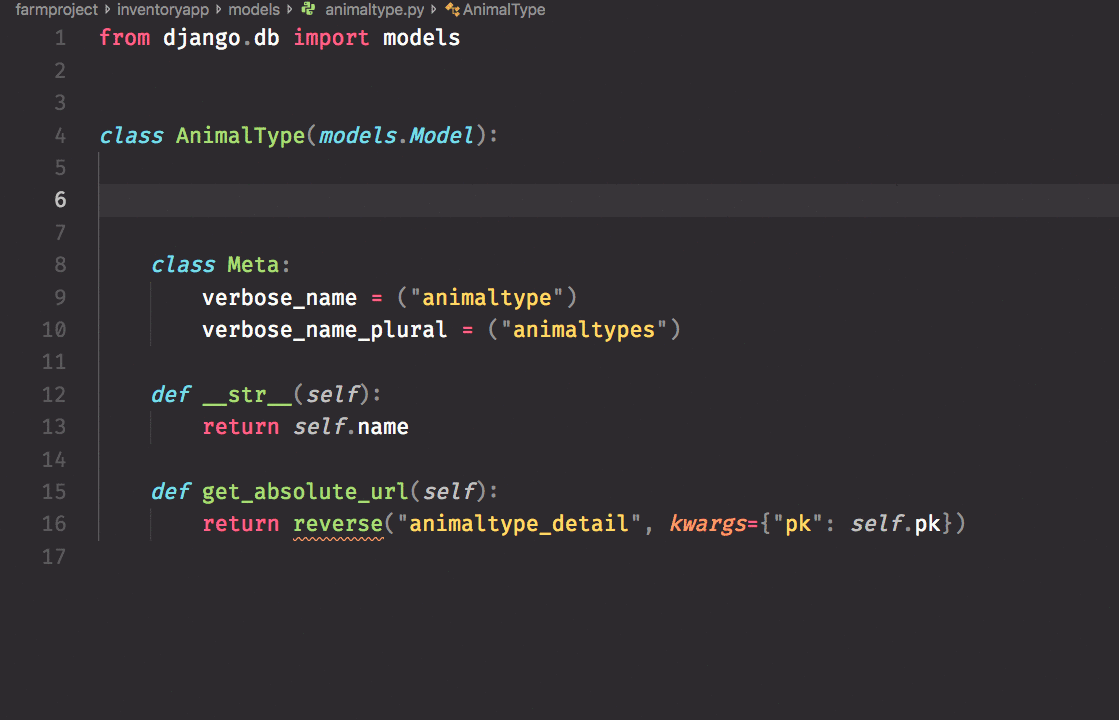 farmproject › inventoryapp › models › animaltype.py › AnimalType
1 from django.db import models
2
3
4 class AnimalType(models.Model):
5
6
7
8     class Meta:
9         verbose_name = ("animaltype")
10         verbose_name_plural = ("animaltypes")
11
12     def __str__(self):
13         return self.name
14
15     def get_absolute_url(self):
16         return reverse("animaltype_detail", kwargs={"pk": self.pk})
17